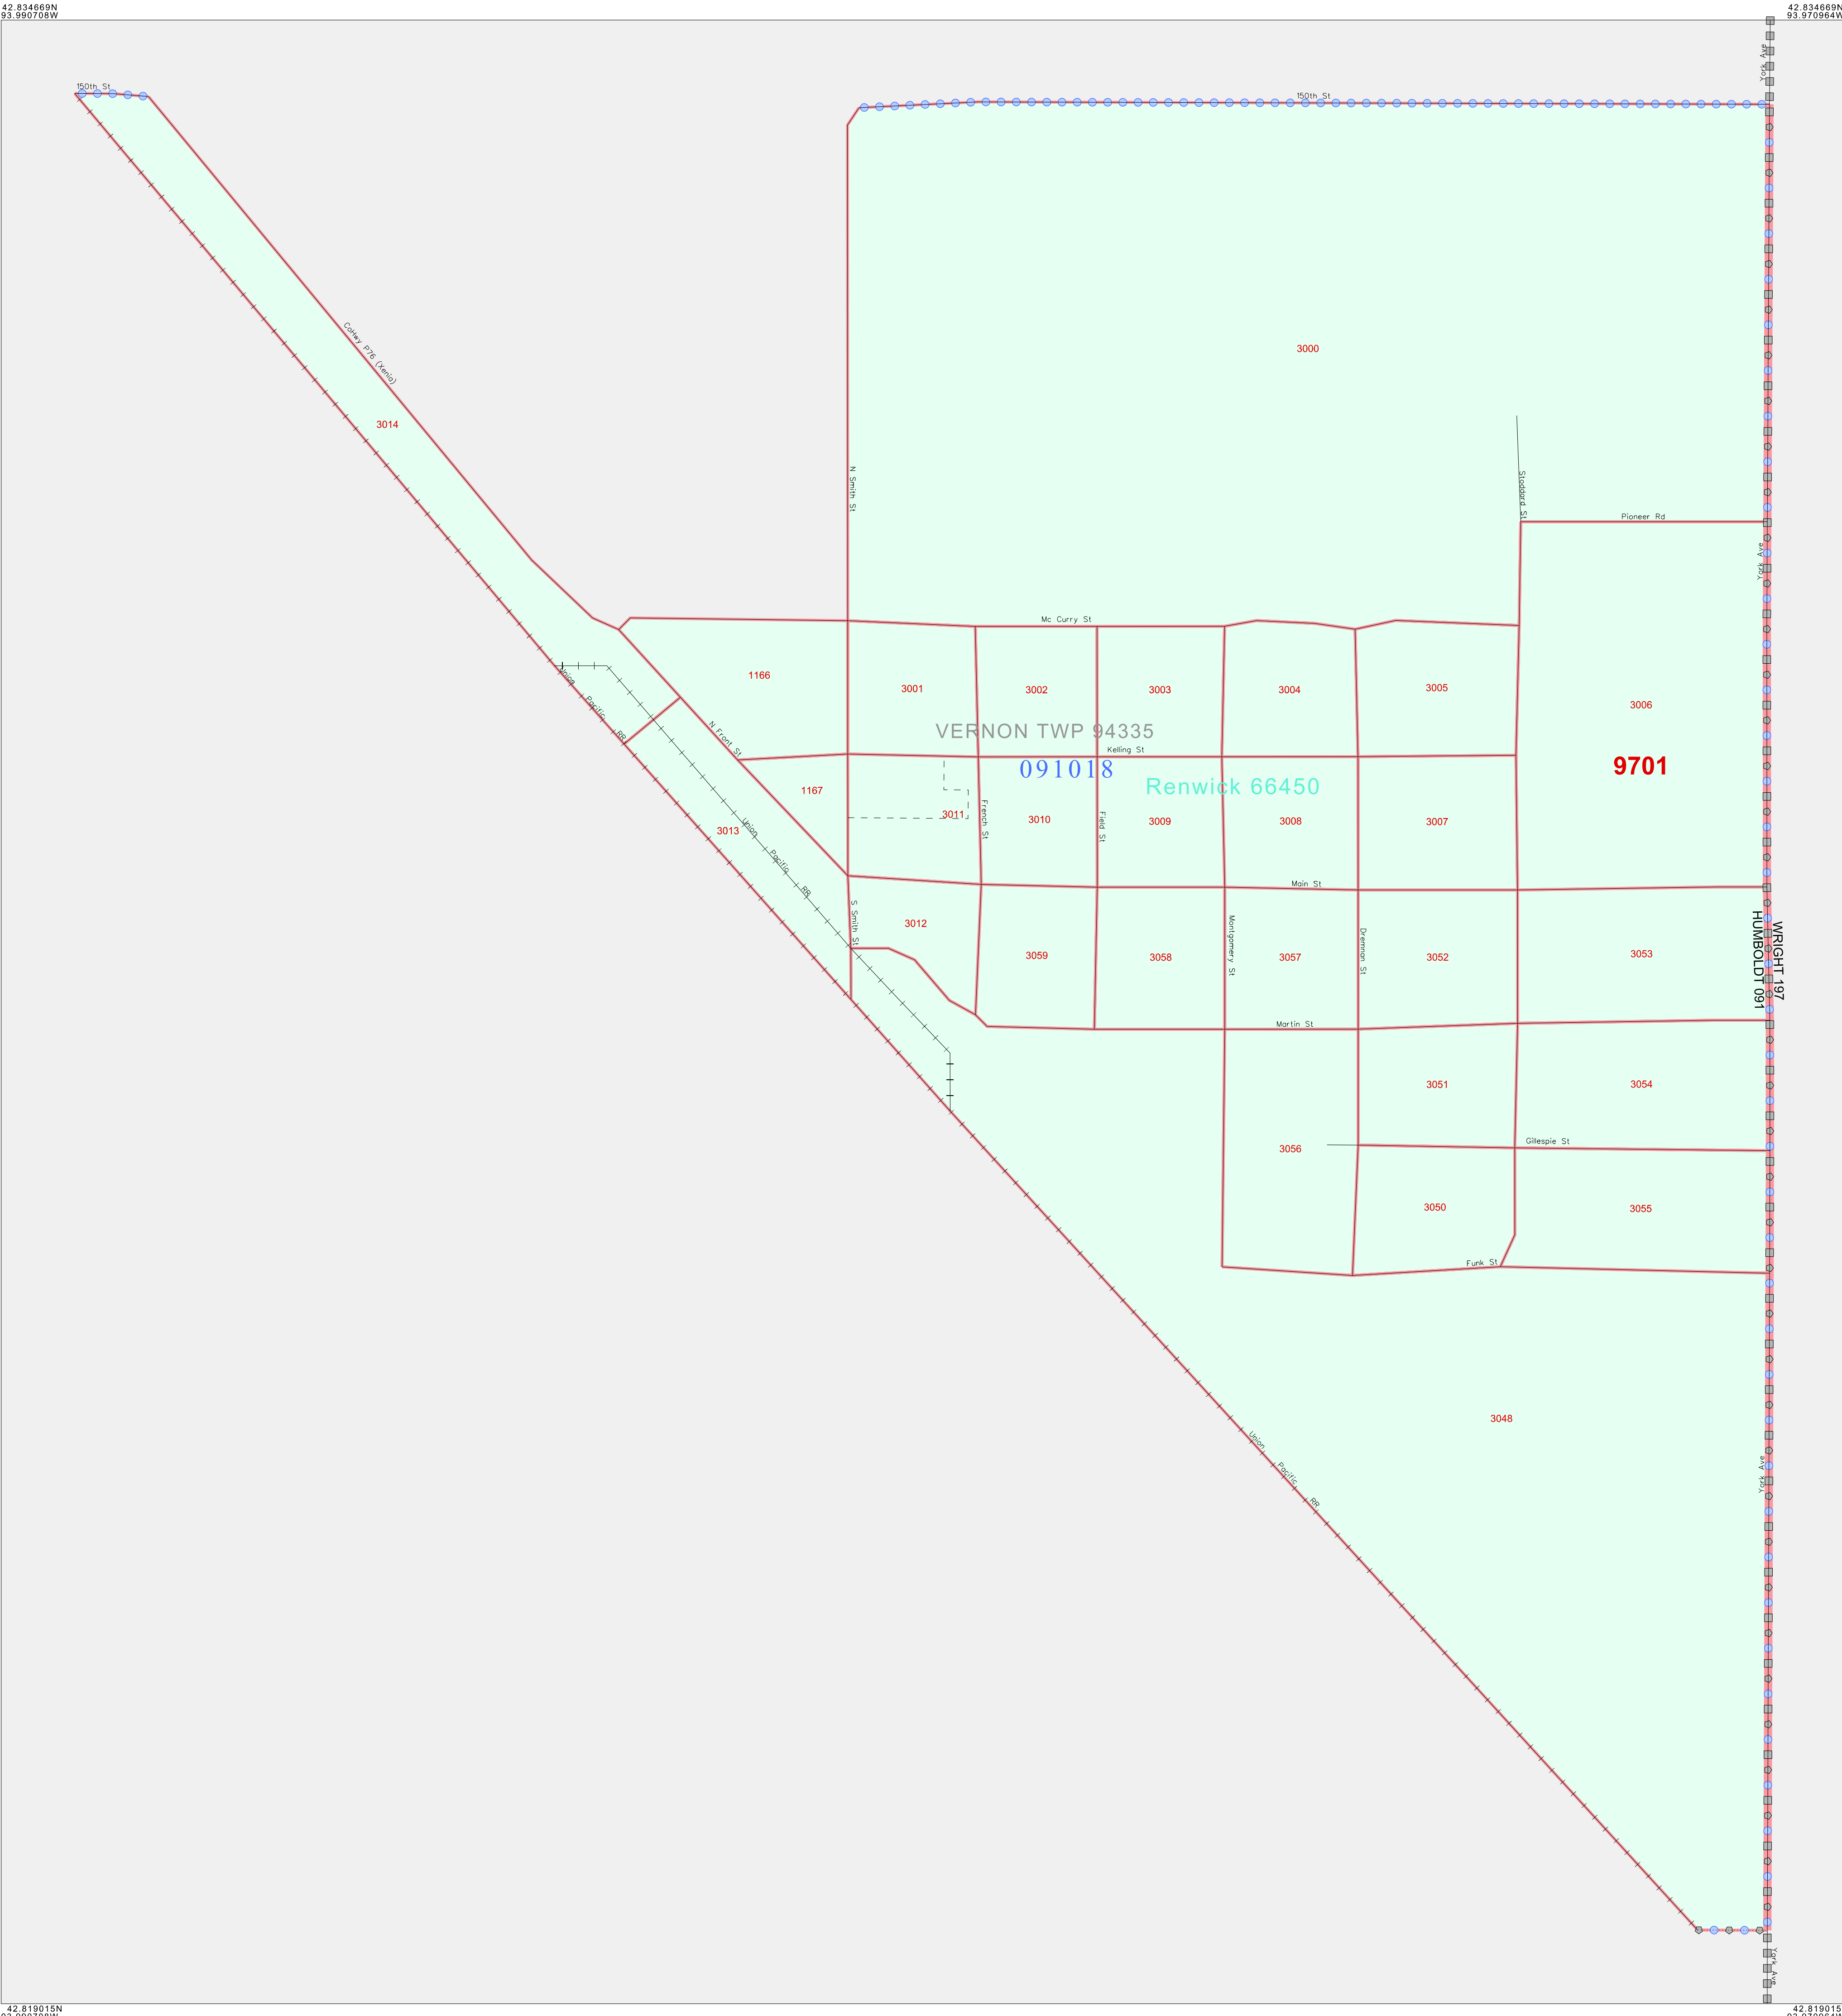 42.834669N
93.990708W
42.834669N
93.970964W
York Ave
150th St
150th St
CoHwy P76 (Xenia)
3000
3014
N Smith St
Stoddard St
Pioneer Rd
York Ave
Mc Curry St
1166
3001
3002
3003
3004
3005
3006
Union Pacific RR
N Front St
VERNON TWP 94335
Kelling St
091018
Renwick 66450
9701
1167
3011
French St
3010
Field St
3009
3008
3007
3013
Union Pacific RR
Main St
S Smith St
3012
3059
3058
Montgomery St
3057
Drennan St
3052
3053
HUMBOLDT 091
WRIGHT 197
Martin St
3051
3054
3056
Gillespie St
3050
3055
Funk St
3048
Union Pacific RR
York Ave
York Ave
42.819015N
42.819015